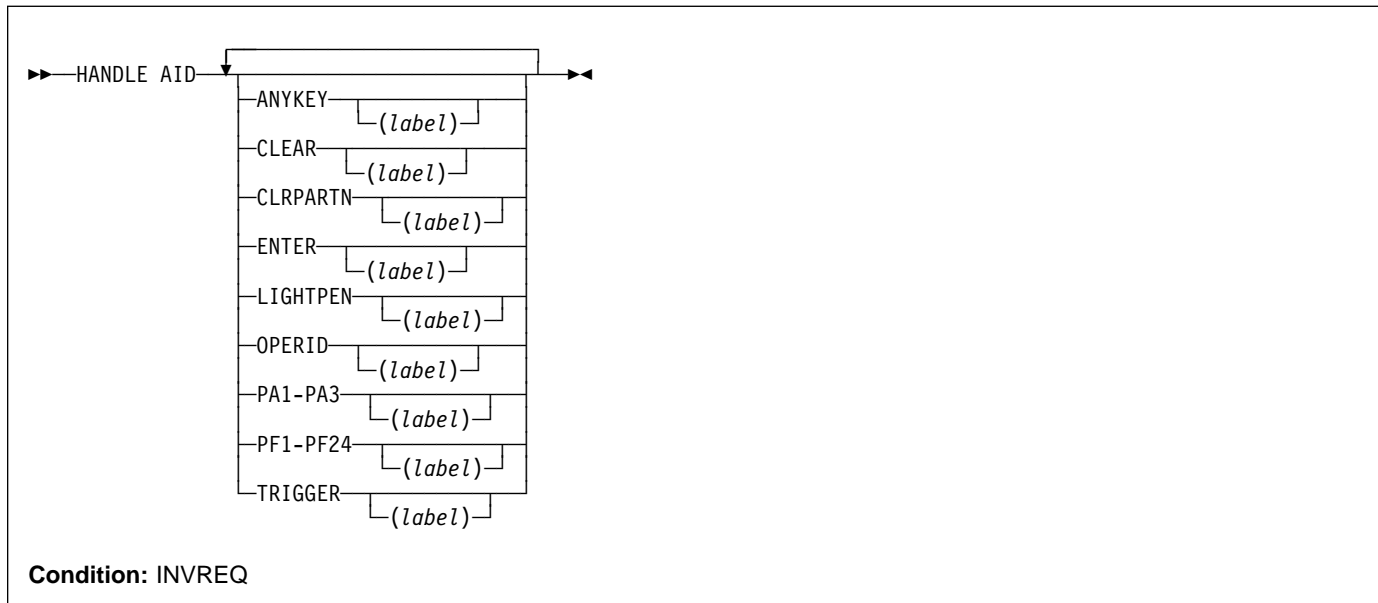 HANDLE AID
ANYKEY
(label)
CLEAR
(label)
CLRPARTN
(label)
ENTER
(label)
LIGHTPEN
(label)
OPERID
(label)
PA1-PA3
(label)
PF1-PF24
(label)
TRIGGER
(label)
Condition: INVREQ